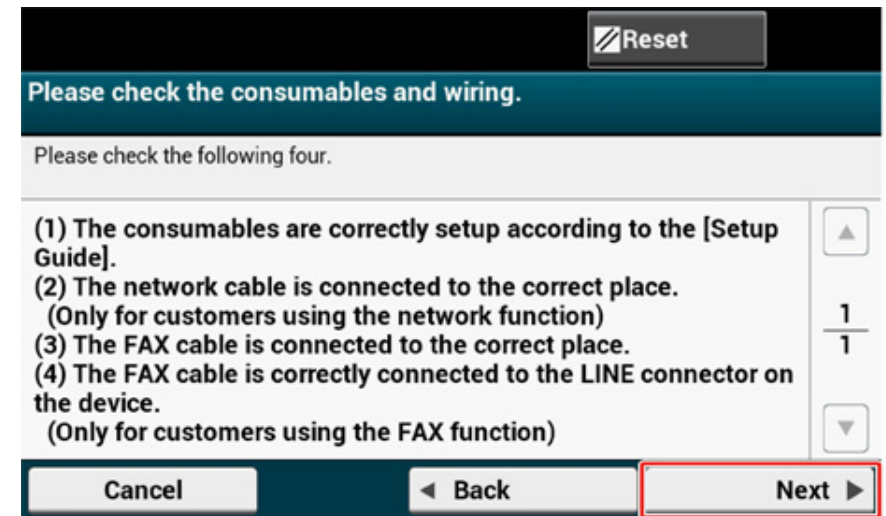 Reset
Please check the consumables and wiring.
Please check the following four.
(1) The consumables are correctly setup according to the [Setup
Guide].
(2) The network cable is connected to the correct place.
(Only for customers using the network function)
(3) The FAX cable is connected to the correct place.
(4) The FAX cable is correctly connected to the LINE connector on
the device.
(Only for customers using the FAX function)
1
1
Cancel
Back
Next